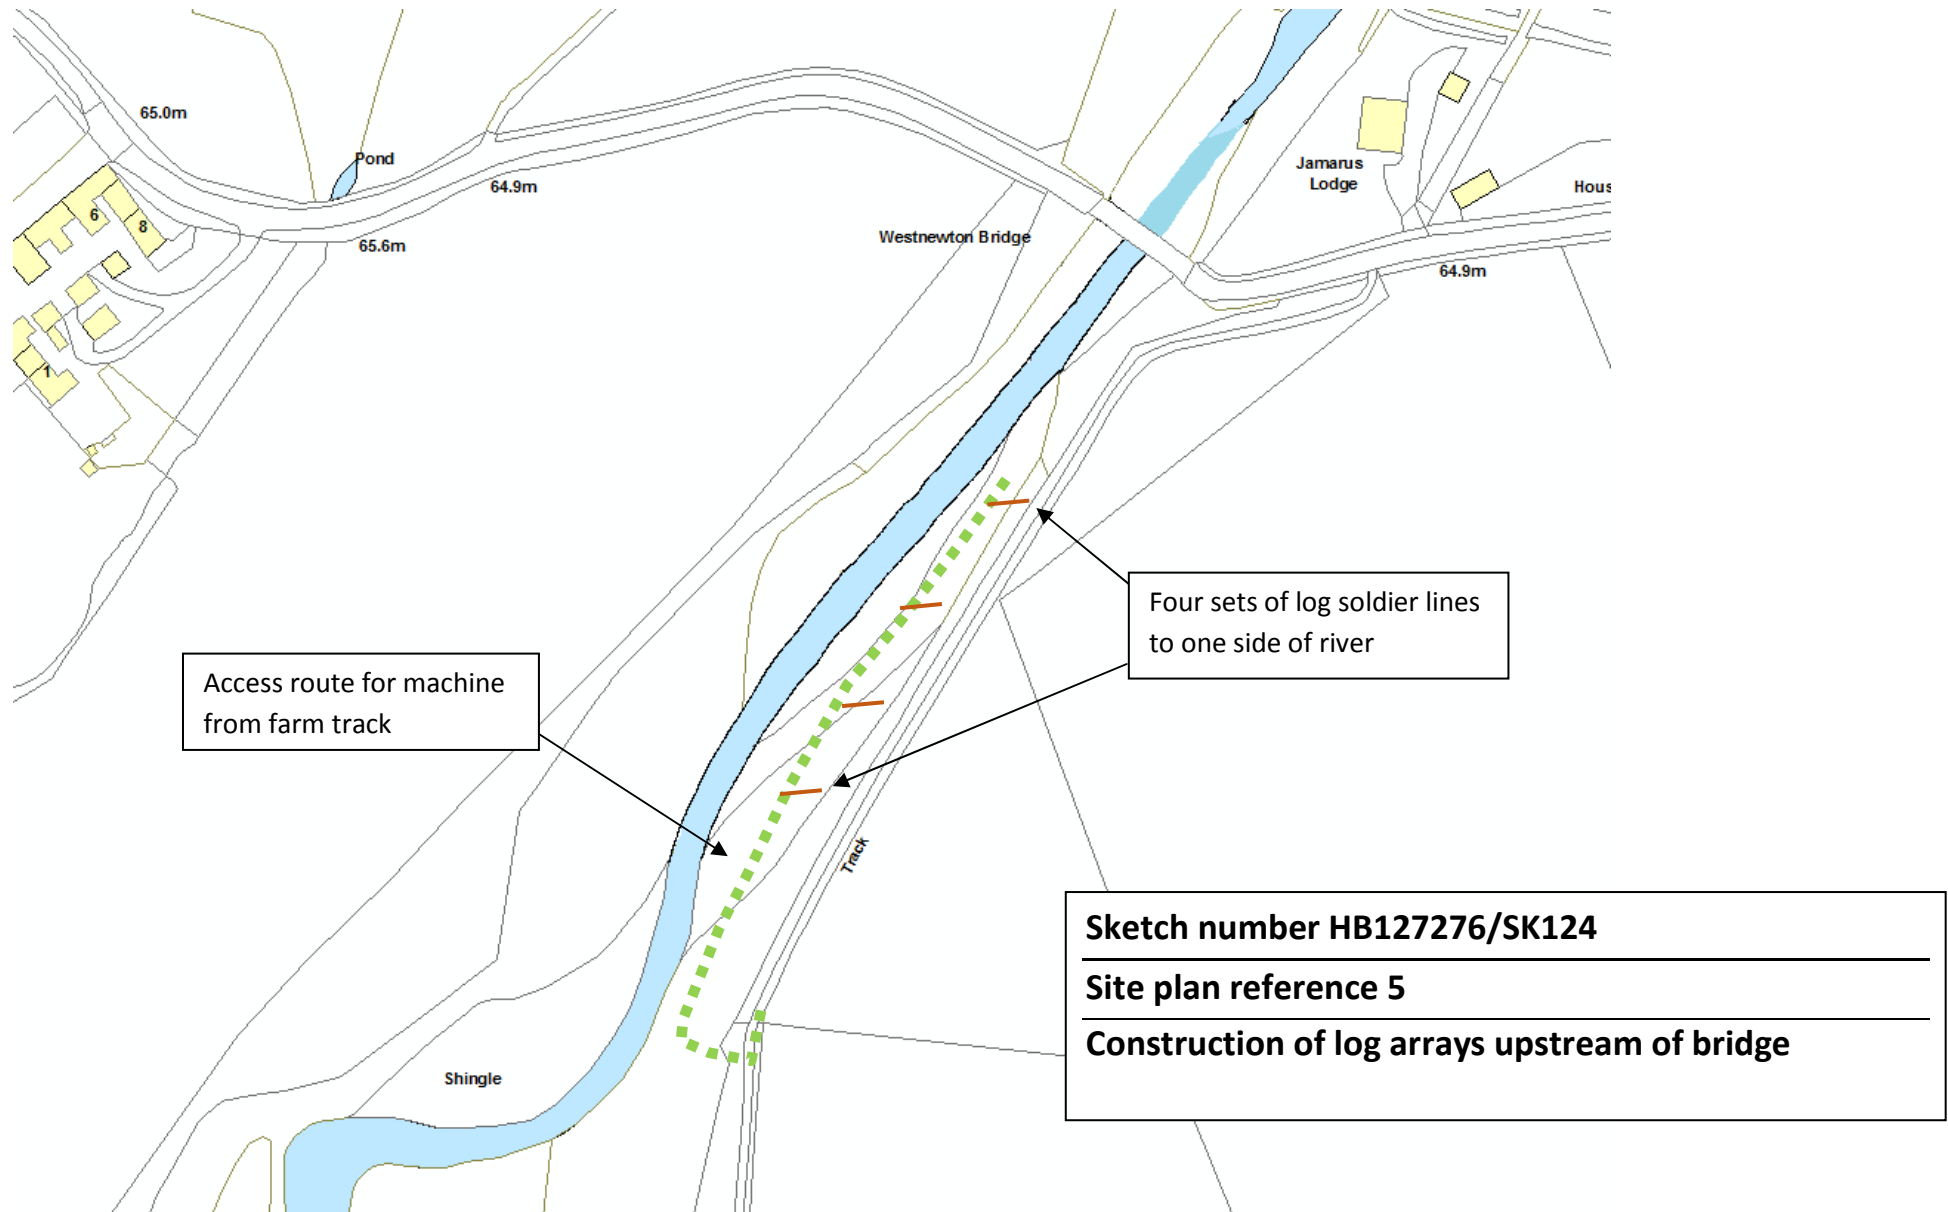 65.0m
Pond
64.9m
6
8
65.6m
Westnewton Bridge
Jamarus
Lodge
Hous
64.9m
1
Four sets of log soldier lines
to one side of river
Access route for machine
from farm track
Track
Shingle
Sketch number HB127276/SK124
Site plan reference 5
Construction of log arrays upstream of bridge